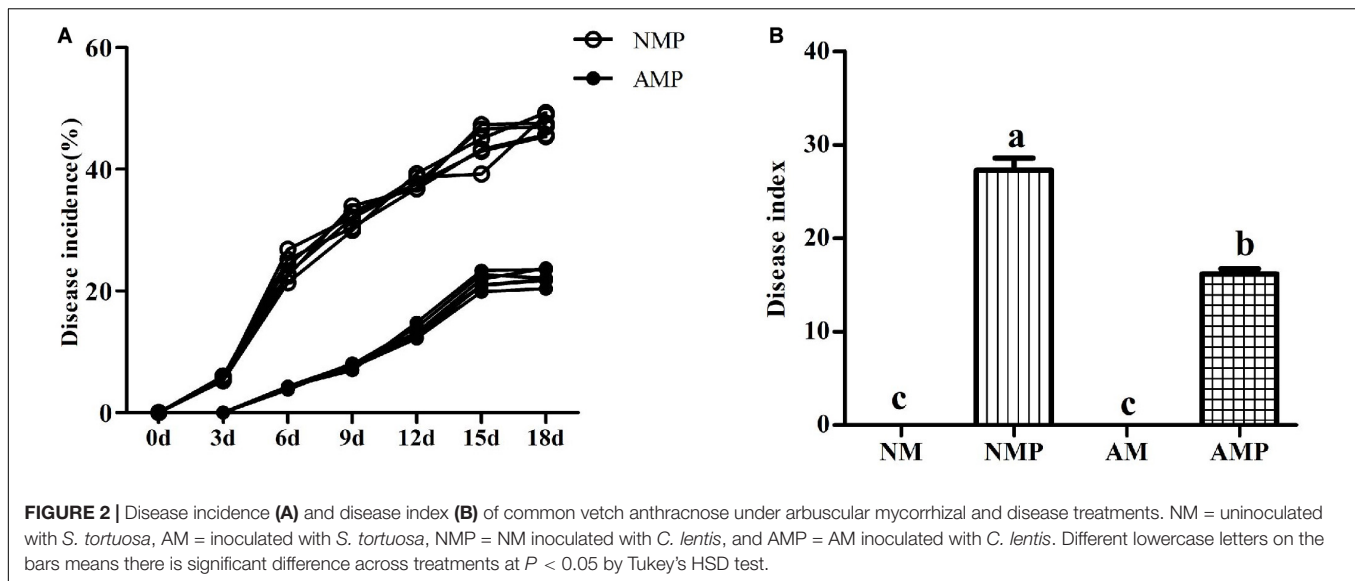 A
60
40
20
0
Disease incidence(%)
0d 3d 6d 9d 12d 15d 18d
NMP
AMP
B
40
30
20
10
0
Disease index
c a c b
NM NMP AM AMP
FIGURE 2 | Disease incidence (A) and disease index (B) of common vetch anthracnose under arbuscular mycorrhizal and disease treatments. NM = uninoculated
with S. tortuosa, AM = inoculated with S. tortuosa, NMP = NM inoculated with C. lentis, and AMP = AM inoculated with C. lentis. Different lowercase letters on the
bars means there is significant difference across treatments at P < 0.05 by Tukey's HSD test.